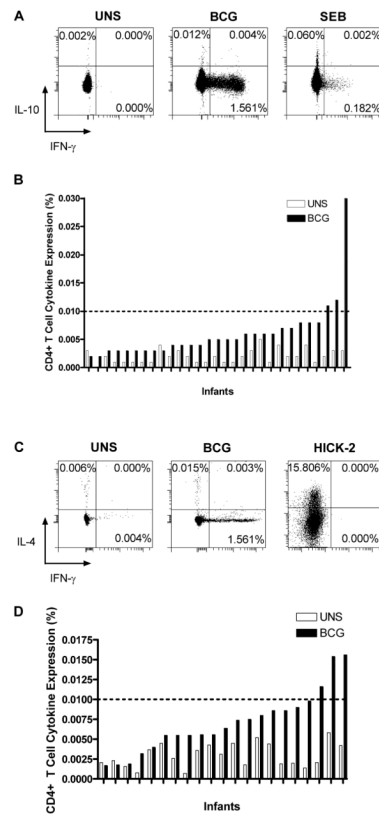 A
UNS BCG SEB
0.002% 0.000% 0.012% 0.004% 0.060% 0.002%
IL-10
0.000% 1.561% 0.182%
IFN-γ
B
CD4+ T Cell Cytokine Expression (%)
0.030
0.025
0.020
0.015
0.010
0.005
0.000
UNS
BCG
Infants
C
UNS BCG HICK-2
0.006% 0.000% 0.015% 0.003% 15.806% 0.000%
IL-4
0.004% 1.561% 0.000%
IFN-γ
D
CD4+ T Cell Cytokine Expression (%)
0.0175
0.0150
0.0125
0.0100
0.0075
0.0050
0.0025
0.0000
UNS
BCG
Infants